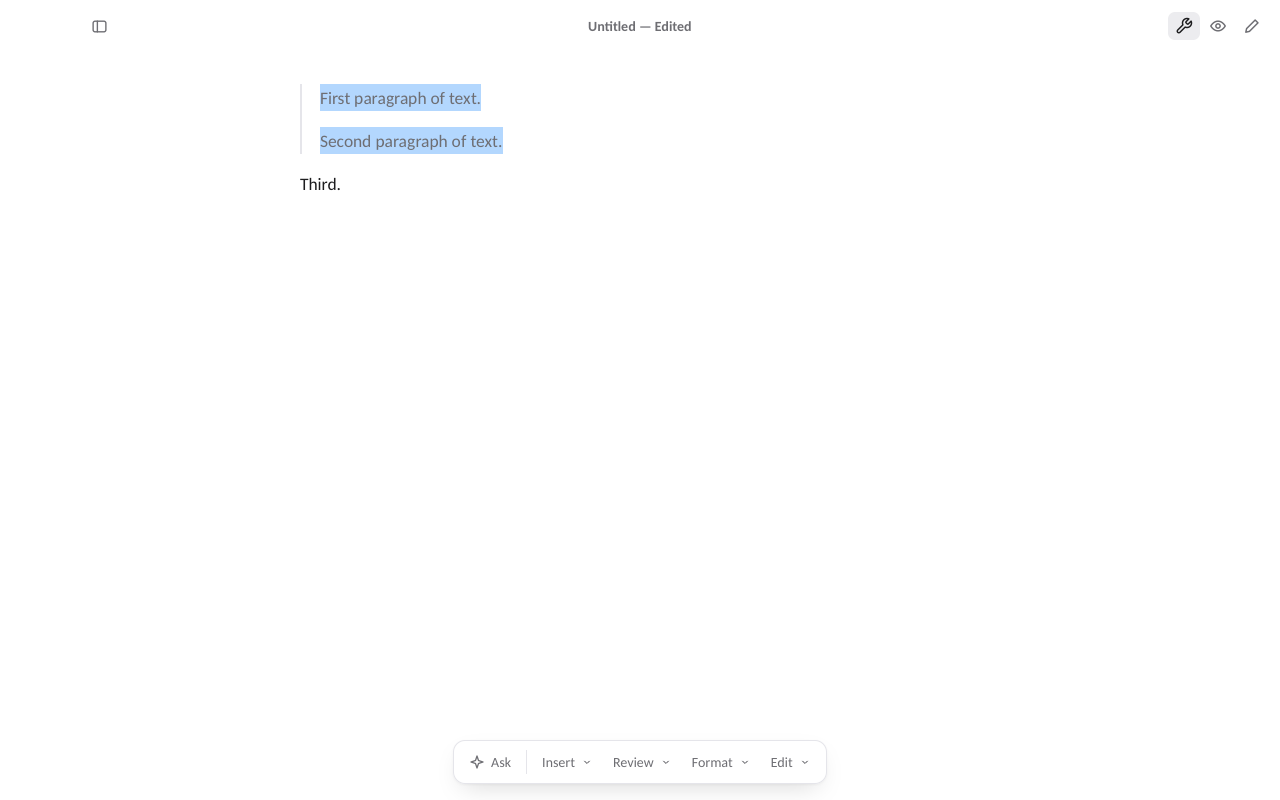 Untitled — Edited
First paragraph of text.
Second paragraph of text.
Third.
Ask Insert Review Format Edit